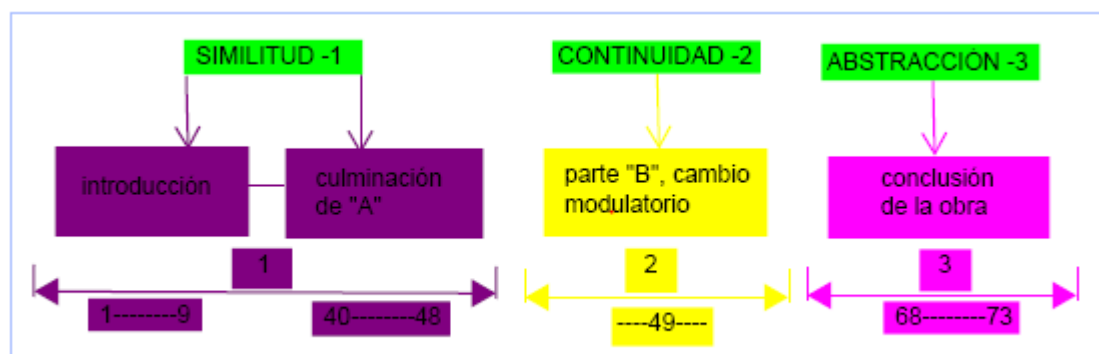 SIMILITUD -1
CONTINUIDAD -2
ABSTRACCIÓN -3
introducción
culminación
de "A"
parte "B", cambio
modulatorio
conclusión
de la obra
1
2
3
1--------9
40--------48
----49----
68--------73